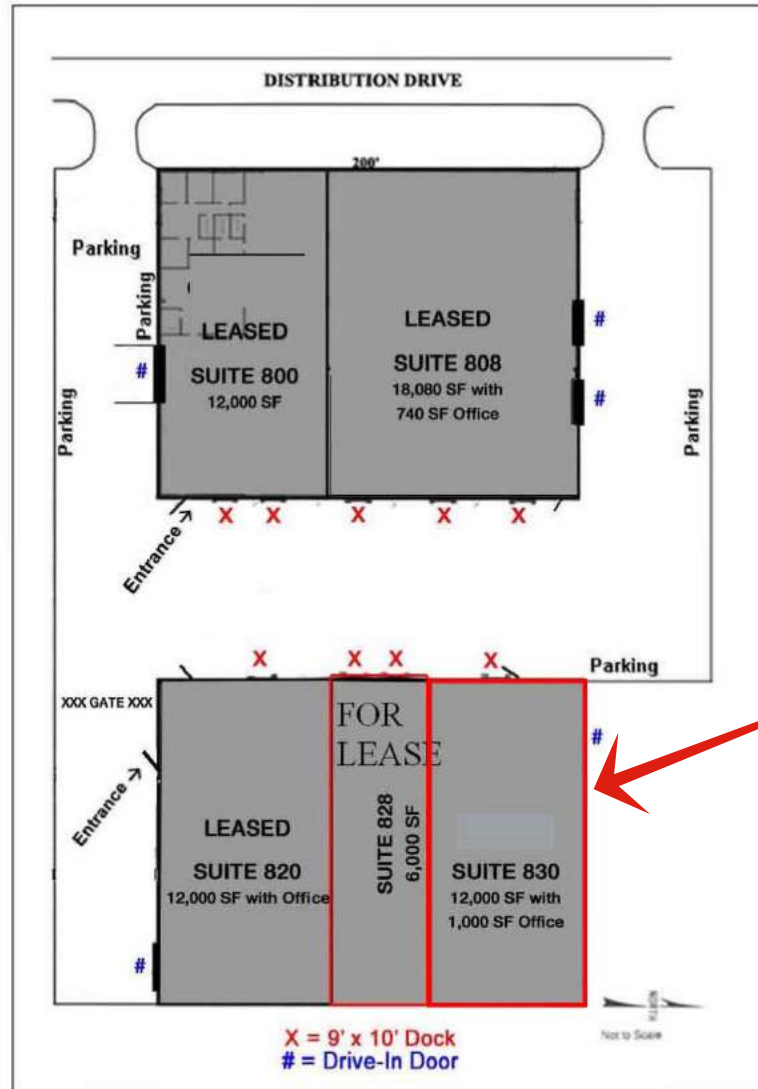 DISTRIBUTION DRIVE
200'
Parking
Parking
Parking
Parking
LEASED
SUITE 800
12,000 SF
LEASED
SUITE 808
18,080 SF with
740 SF Office
#
#
#
X X X X X
Entrance
X X X X
Parking
XXX GATE XXX
FOR
LEASE
#
Entrance
LEASED
SUITE 820
12,000 SF with Office
SUITE 828
6,000 SF
SUITE 830
12,000 SF with
1,000 SF Office
#
NORTH
Not to Scale
X = 9' x 10' Dock
# = Drive-In Door